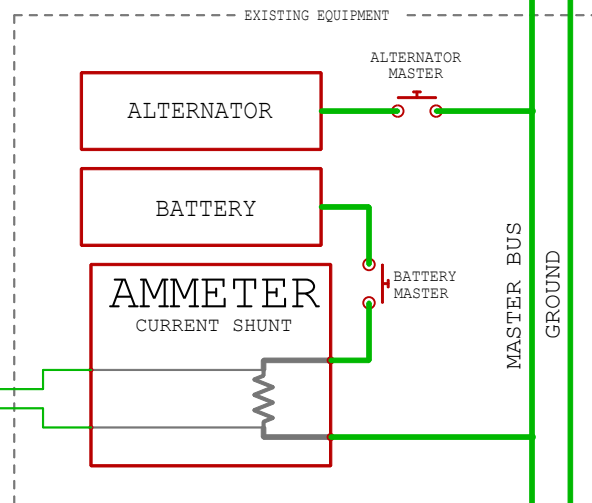 EXISTING EQUIPMENT
ALTERNATOR
MASTER
ALTERNATOR
BATTERY
BATTERY
MASTER
AMMETER
CURRENT SHUNT
MASTER BUS
GROUND